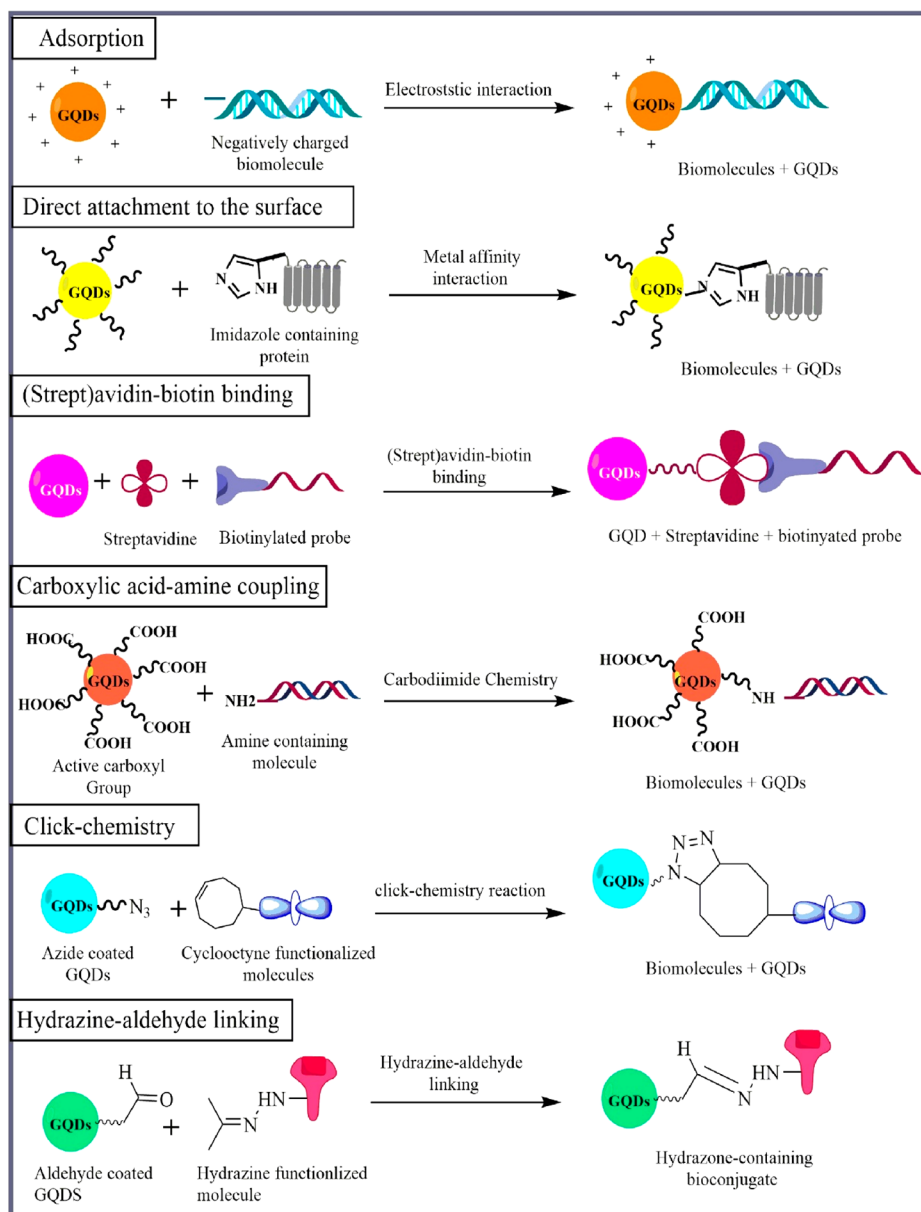 Adsorption
+ + + + + + + +
GQDs
+
Negatively charged
biomolecule
Electroststic interaction
+ + + + +
GQDs
Biomolecules + GQDs
Direct attachment to the surface
GQDs
+
N
NH
Imidazole containing
protein
Metal affinity
interaction
GQDs
N
NH
Biomolecules + GQDs
(Strept)avidin-biotin binding
GQDs
+
+
Streptavidine
Biotinylated probe
(Strept)avidin-biotin
binding
GQDs
GQD + Streptavidine + biotinyated probe
Carboxylic acid-amine coupling
HOOC
COOH
COOH
HOOC
COOH
COOH
GQDs
Active carboxyl
Group
+
NH2
Amine containing
molecule
Carbodiimide Chemistry
COOH
HOOC
GQDs
NH
HOOC
COOH
Biomolecules + GQDs
Click-chemistry
GQDs
N3
Azide coated
GQDs
+
Cyclooctyne functionalized
molecules
click-chemistry reaction
GQDs
N
N
N
Biomolecules + GQDs
Hydrazine-aldehyde linking
GQDs
H
O
Aldehyde coated
GQDS
+
N
HN
Hydrazine functionlized
molecule
Hydrazine-aldehyde
linking
GQDs
H
N
HN
Hydrazone-containing
bioconjugate